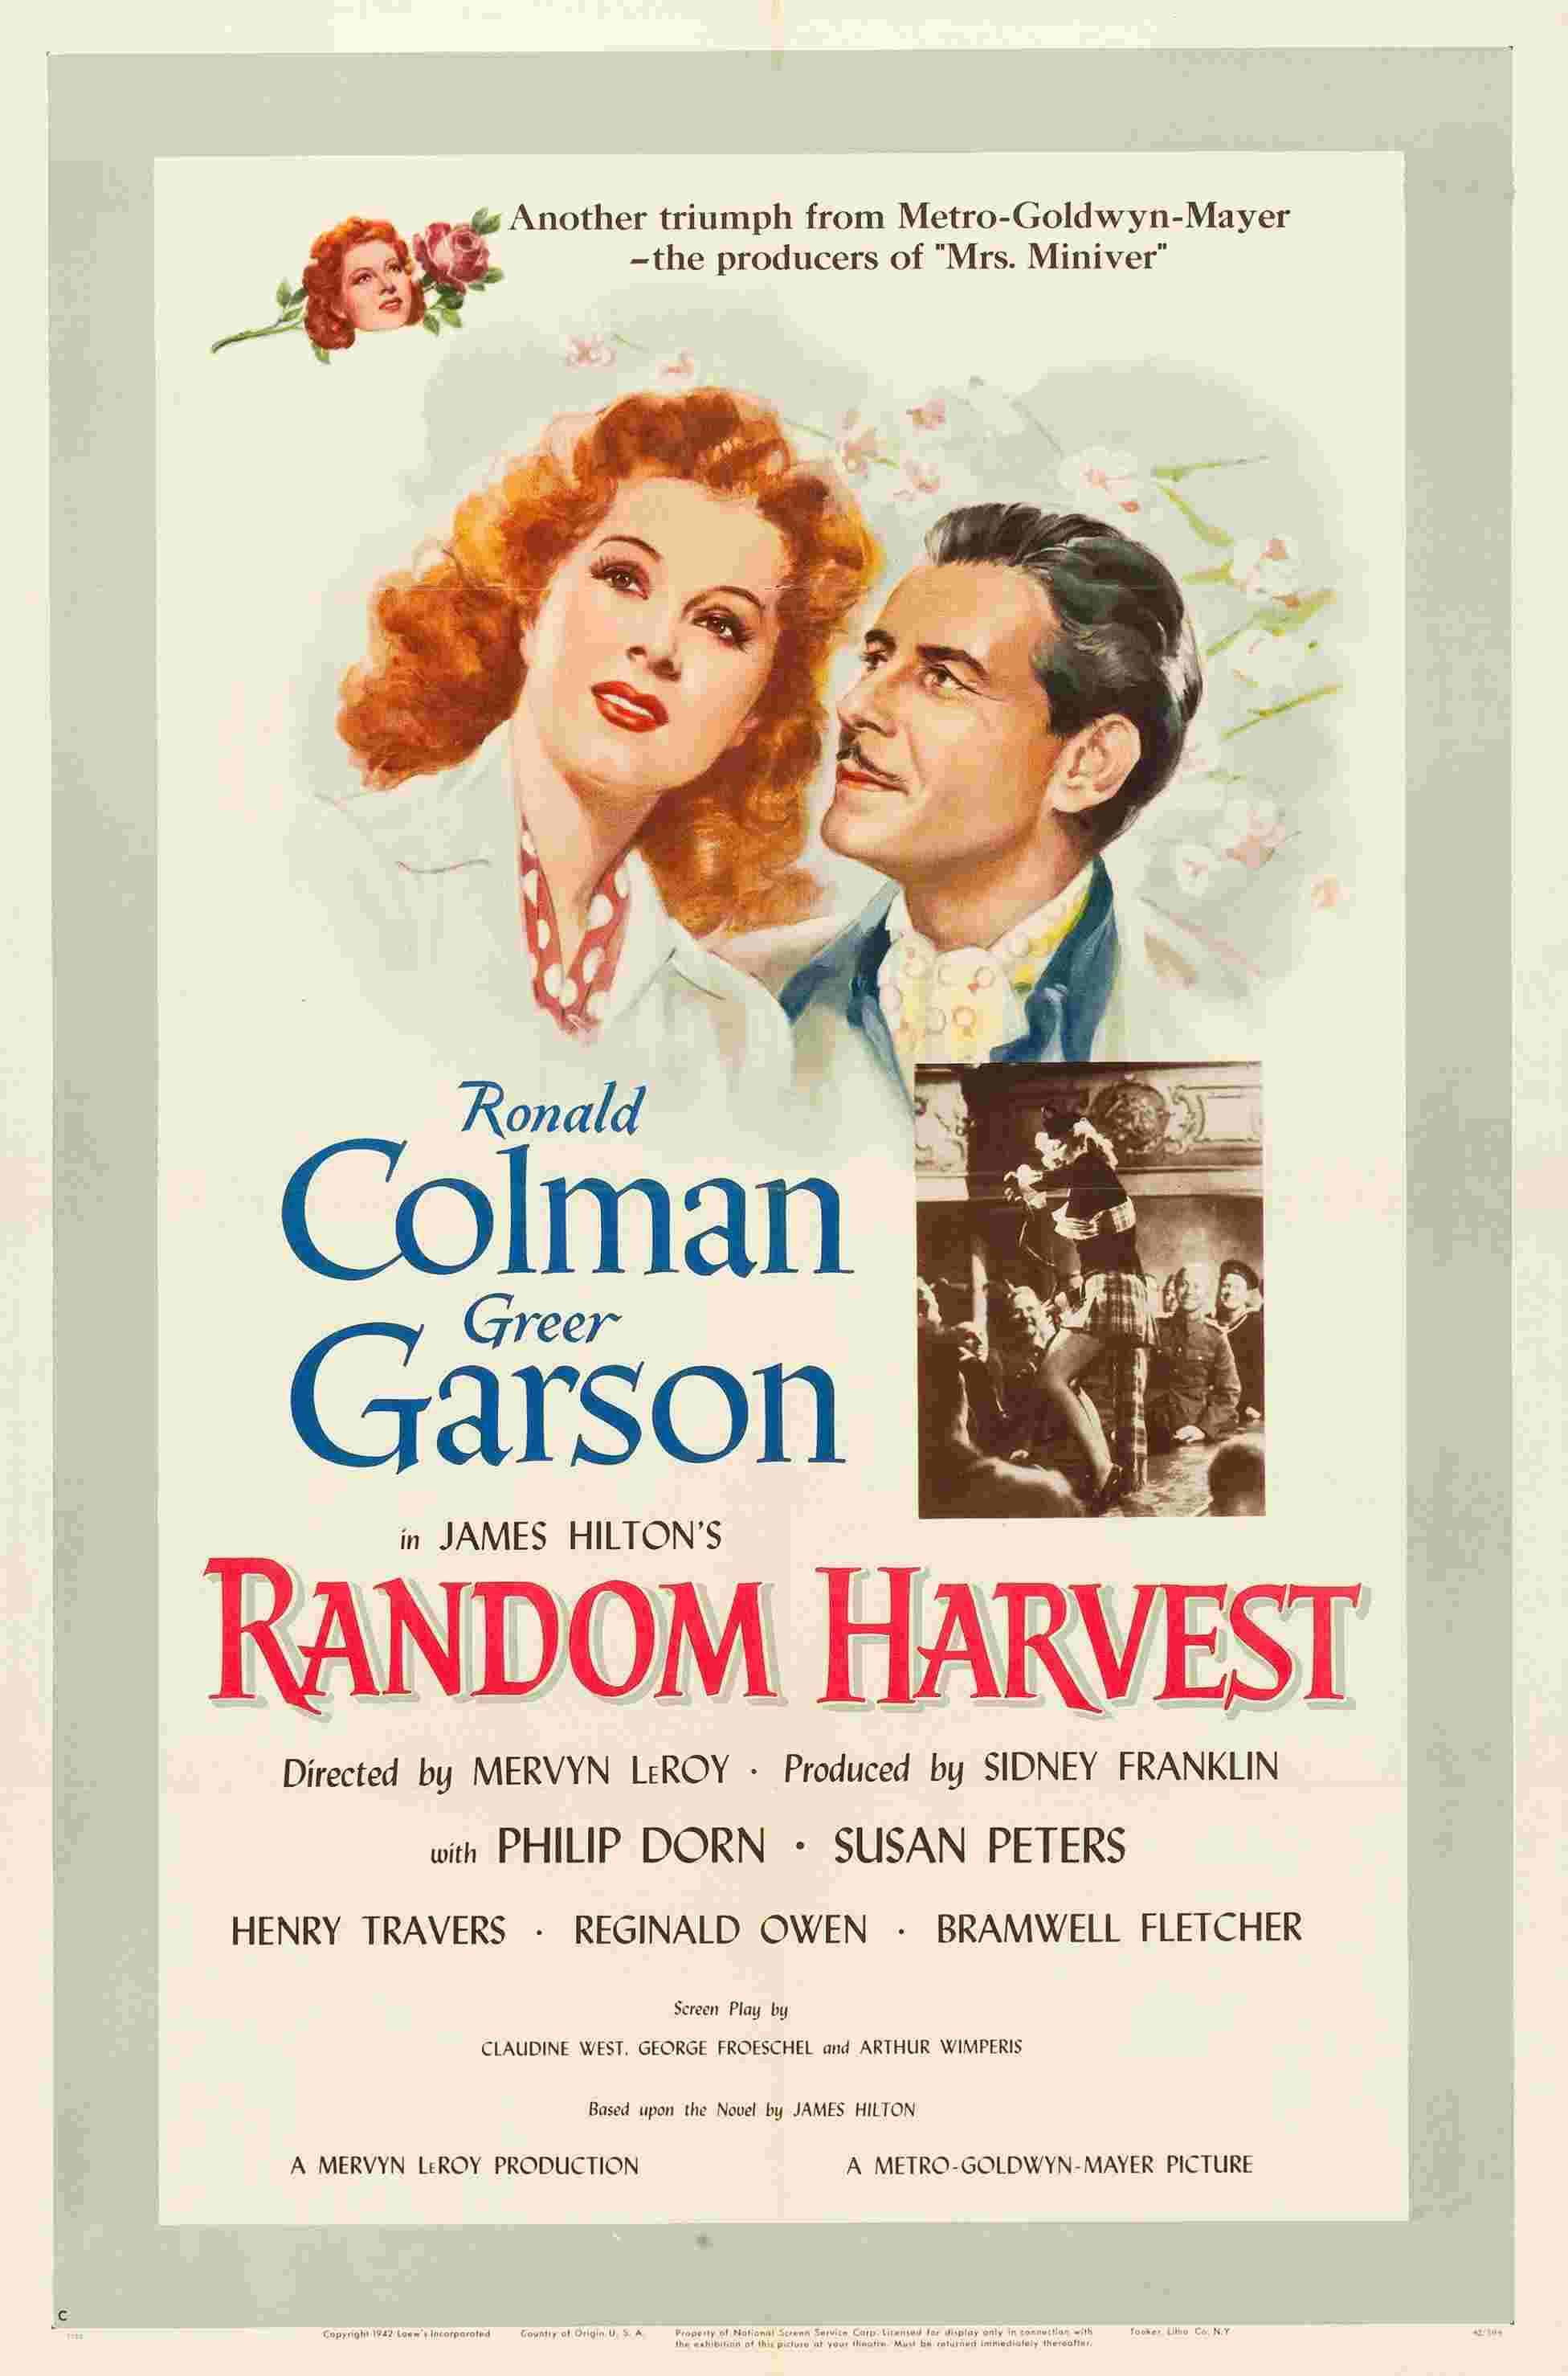 Another triumph from Metro-Goldwyn-Mayer
-the producers of "Mrs. Miniver"
Ronald
Colman
Greer
Garson
in JAMES HILTON'S
RANDOM HARVEST
Directed by MERVYN LeROY · Produced by SIDNEY FRANKLIN
with PHILIP DORN · SUSAN PETERS
HENRY TRAVERS · REGINALD OWEN · BRAMWELL FLETCHER
Screen Play by
CLAUDINE WEST, GEORGE FROESCHEL and ARTHUR WIMPERIS
Based upon the Novel by JAMES HILTON
A MERVYN LeROY PRODUCTION A METRO-GOLDWYN-MAYER PICTURE
C
Copyright 1942 Loew's Incorporated Country of Origin U. S. A. Property of National Screen Service Corp. Licensed for display only in connection with Tooker Litho Co. N.Y.
the exhibition of this picture at your theatre. Must be returned immediately thereafter.